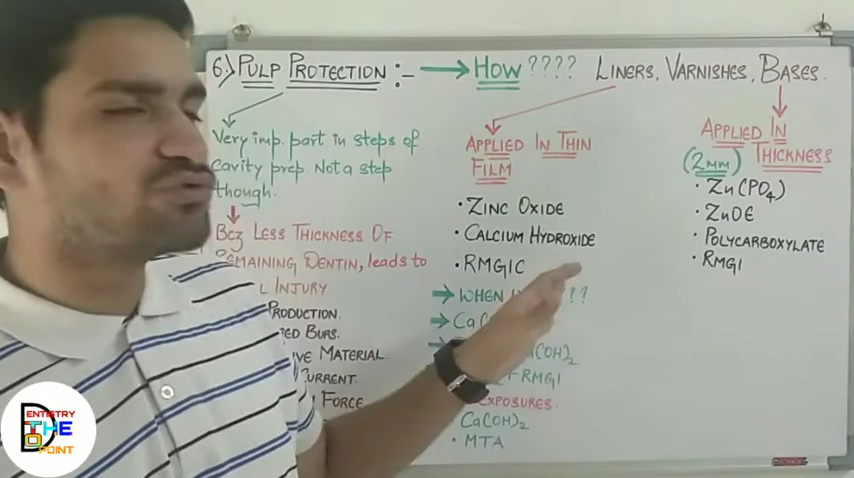 6.) PULP PROTECTION :- → HOW ???? LINERS, VARNISHES, BASES.
Very imp. part in steps of
cavity prep Not a step
though.
Bcz LESS THICKNESS OF
REMAINING DENTIN, leads to
INJURY
PRODUCTION.
BURS.
MATERIAL.
CURRENT.
FORCE
APPLIED IN THIN
FILM
• ZINC OXIDE
• CALCIUM HYDROXIDE
• RMGIC
→ WHEN ??
(OH)2
RMGI
EXPOSURES.
Ca(OH)2
• MTA
APPLIED IN
(2MM) THICKNESS
• Zn(PO4)
• ZnOE
• POLYCARBOXYLATE
• RMGI
DENTISTRY
THE
POINT